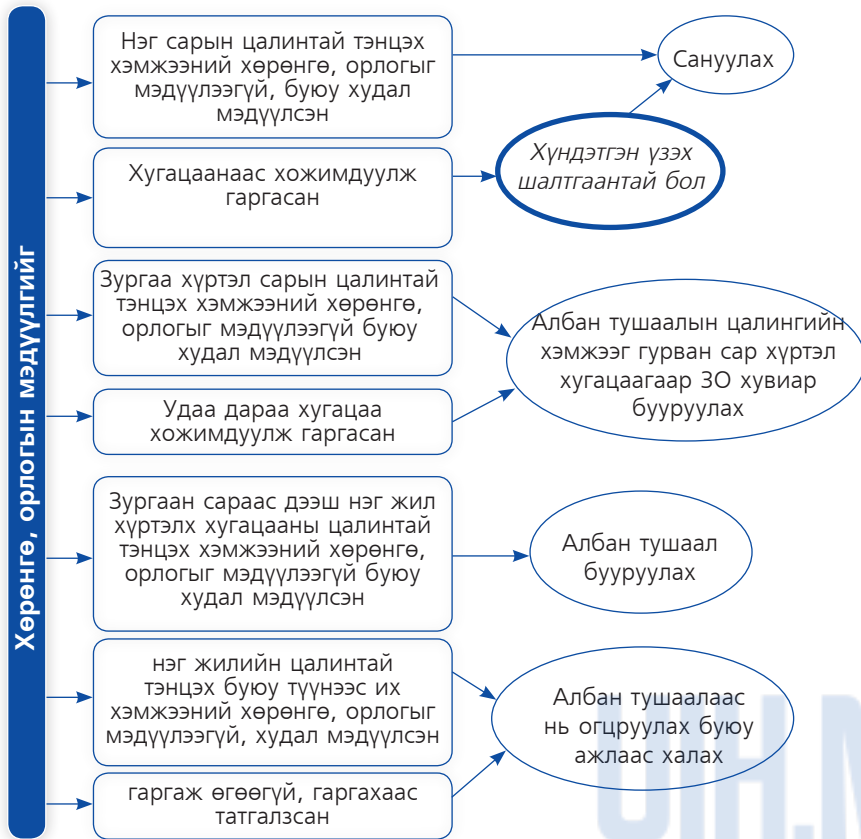 Хөрөнгө, орлогын мэдүүлгийг
Нэг сарын цалинтай тэнцэх
хэмжээний хөрөнгө, орлогыг
мэдүүлээгүй, буюу худал
мэдүүлсэн
Сануулах
Хугацаанаас хожимдуулж
гаргасан
Хүндэтгэн үзэх
шалтгаантай бол
Зургаа хүртэл сарын цалинтай
тэнцэх хэмжээний хөрөнгө,
орлогыг мэдүүлээгүй буюу
худал мэдүүлсэн
Удаа дараа хугацаа
хожимдуулж гаргасан
Албан тушаалын цалингийн
хэмжээг гурван сар хүртэл
хугацаагаар 3О хувиар
бууруулах
Зургаан сараас дээш нэг жил
хүртэлх хугацааны цалинтай
тэнцэх хэмжээний хөрөнгө,
орлогыг мэдүүлээгүй буюу
худал мэдүүлсэн
Албан тушаал
бууруулах
нэг жилийн цалинтай
тэнцэх буюу түүнээс их
хэмжээний хөрөнгө, орлогыг
мэдүүлээгүй, худал мэдүүлсэн
гаргаж өгөөгүй, гаргахаас
татгалзсан
Албан тушаалаас
нь огцруулах буюу
ажлаас халах
UIH.M